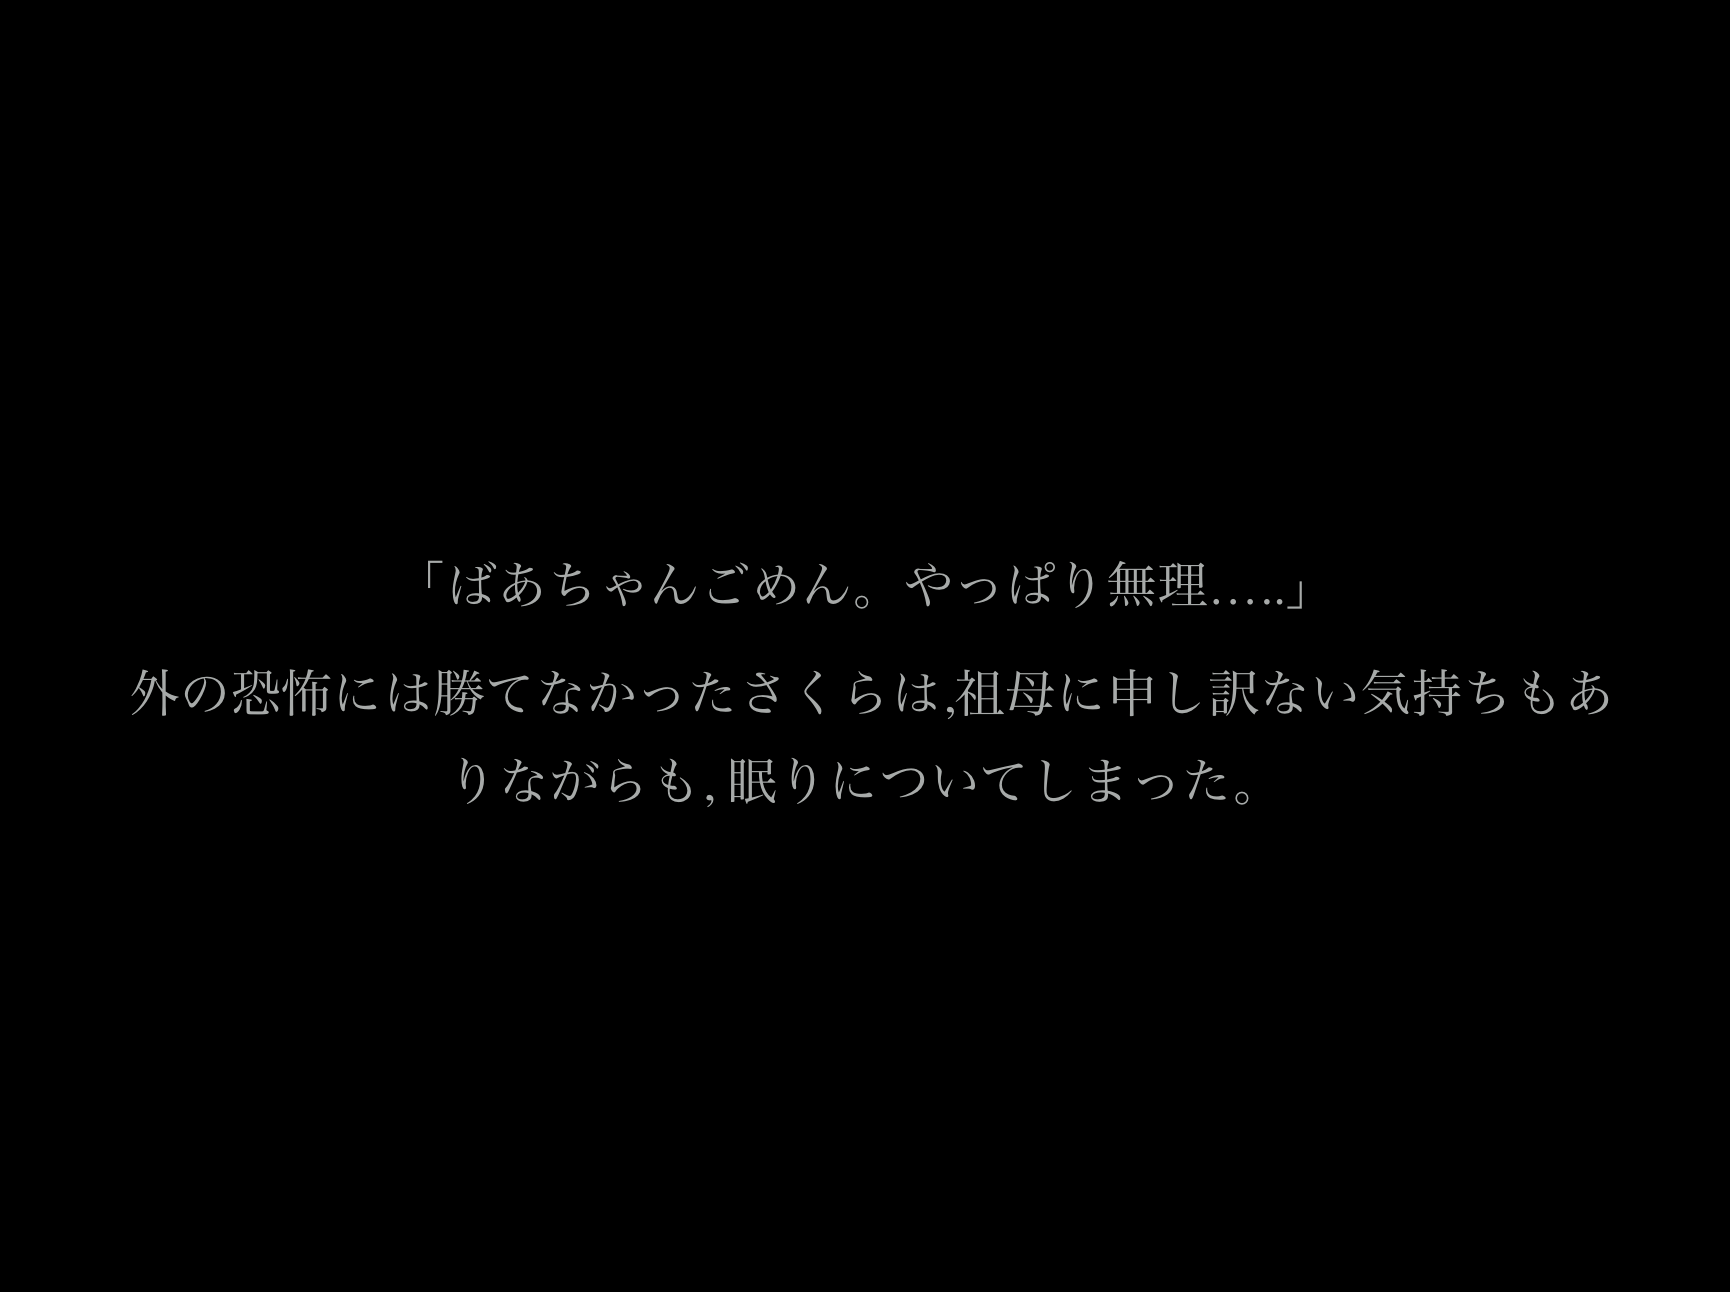 「ばあちゃんごめん。やっぱり無理…..」
外の恐怖には勝てなかったさくらは,祖母に申し訳ない気持ちもあ
りながらも, 眠りについてしまった。